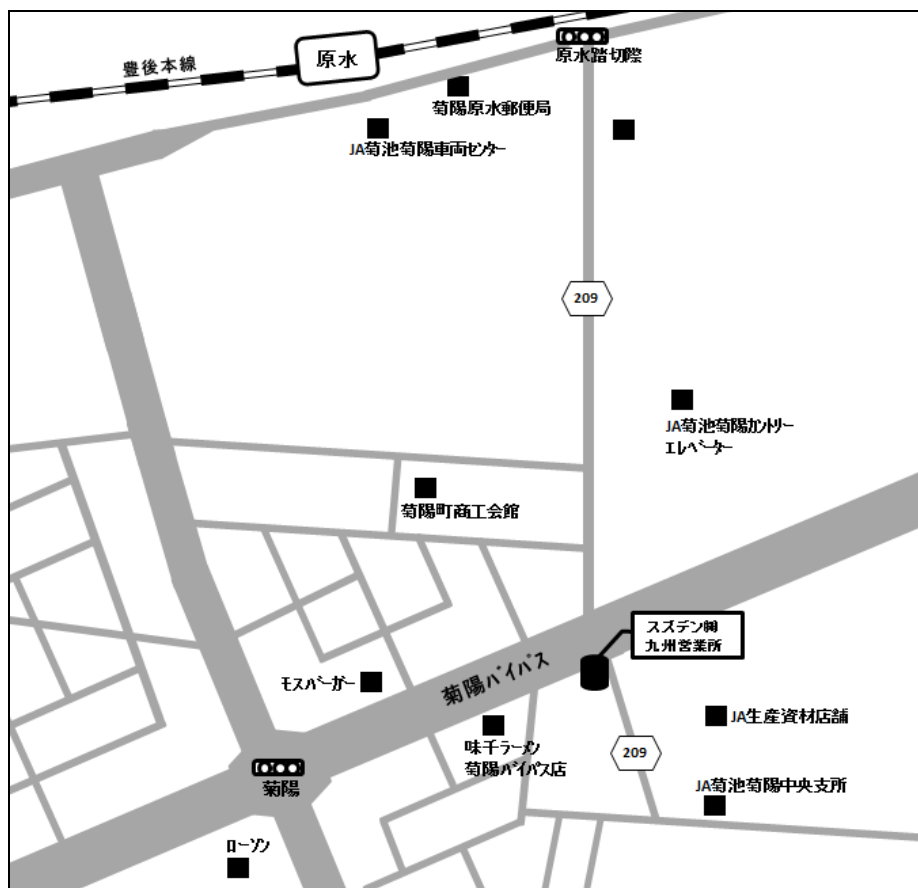 豊後本線
原水
原水踏切際
菊陽原水郵便局
JA菊池菊陽車両センター
209
JA菊池菊陽カントリー
エレベーター
菊陽町商工会館
スズデン㈱
九州営業所
菊陽バイパス
モスバーガー
味千ラーメン
菊陽バイパス店
JA生産資材店舗
209
菊陽
JA菊池菊陽中央支所
ローソン